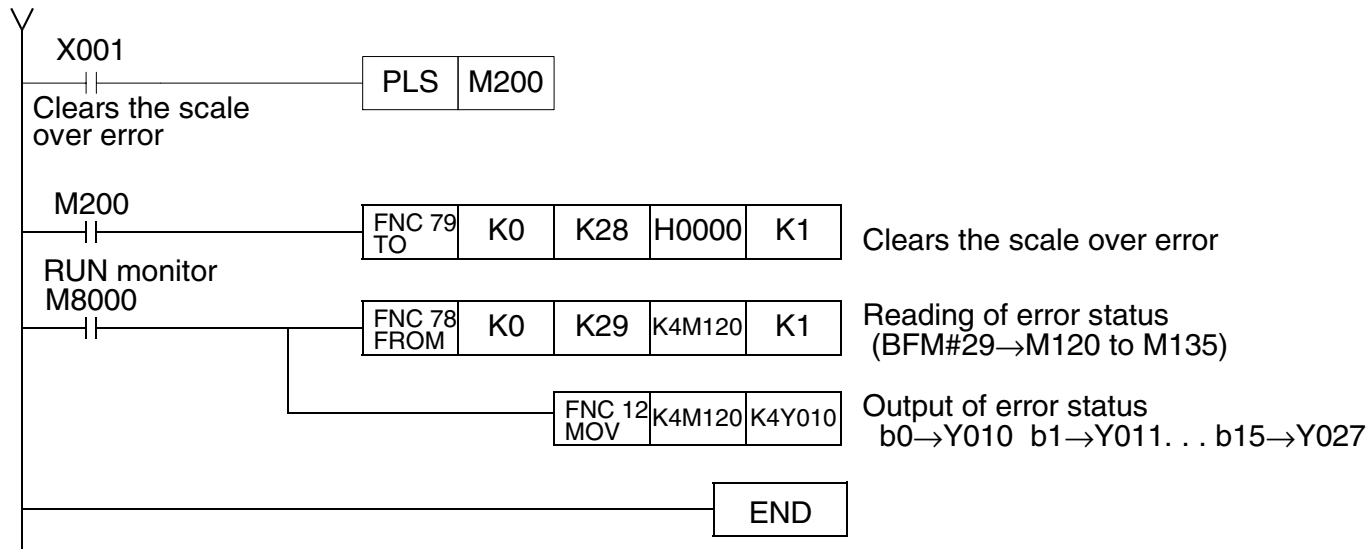 X001
PLS M200
Clears the scale
over error
M200
FNC 79 TO K0 K28 H0000 K1 Clears the scale over error
RUN monitor
M8000
FNC 78 FROM K0 K29 K4M120 K1 Reading of error status
(BFM#29→M120 to M135)
FNC 12 MOV K4M120 K4Y010 Output of error status
b0→Y010 b1→Y011. . . b15→Y027
END